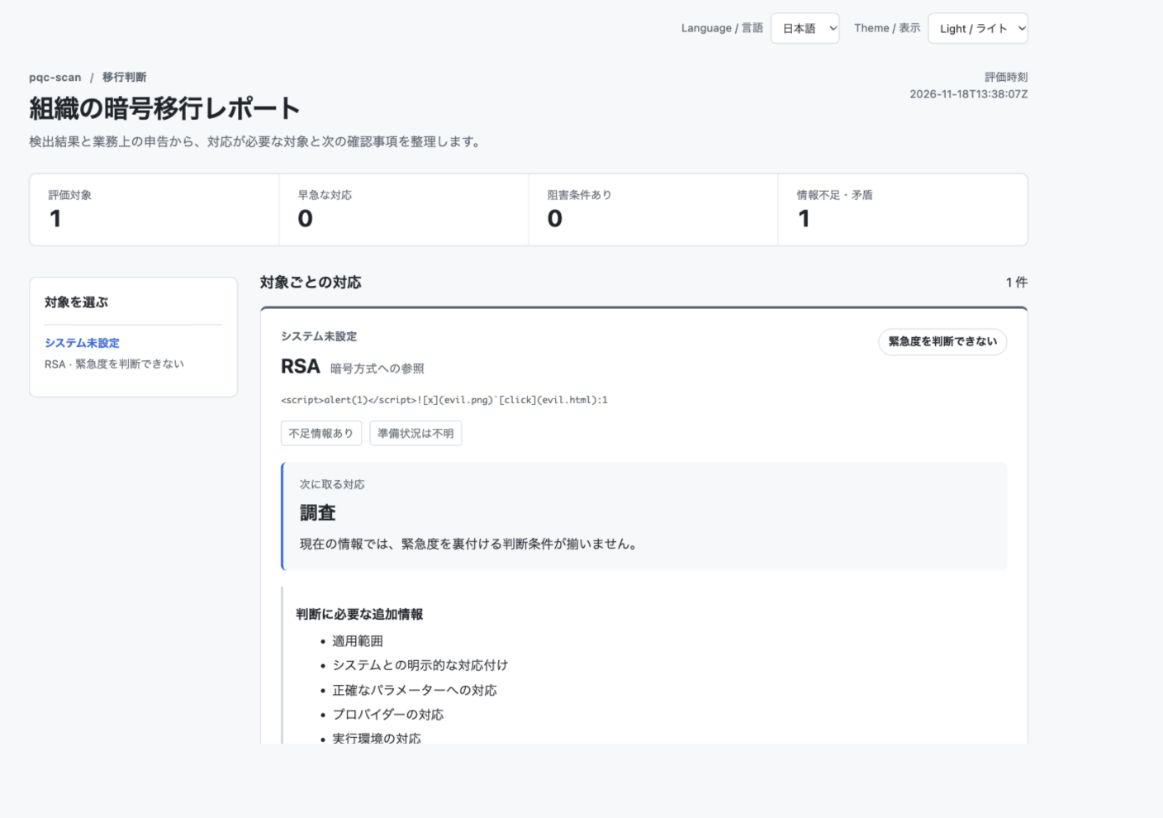 Language / 言語 日本語 Theme / 表示 Light / ライト
pqc-scan / 移行判断
評価時刻
組織の暗号移行レポート
2026-11-18T13:38:07Z
検出結果と業務上の申告から、対応が必要な対象と次の確認事項を整理します。
評価対象
1
早急な対応
0
阻害条件あり
0
情報不足・矛盾
1
対象を選ぶ
システム未設定
RSA · 緊急度を判断できない
対象ごとの対応
1 件
システム未設定
緊急度を判断できない
RSA 暗号方式への参照
<script>alert(1)</script>![x](evil.png)`[click](evil.html):1
不足情報あり 準備状況は不明
次に取る対応
調査
現在の情報では、緊急度を裏付ける判断条件が揃いません。
判断に必要な追加情報
• 適用範囲
• システムとの明示的な対応付け
• 正確なパラメーターへの対応
• プロバイダーの対応
• 実行環境の対応